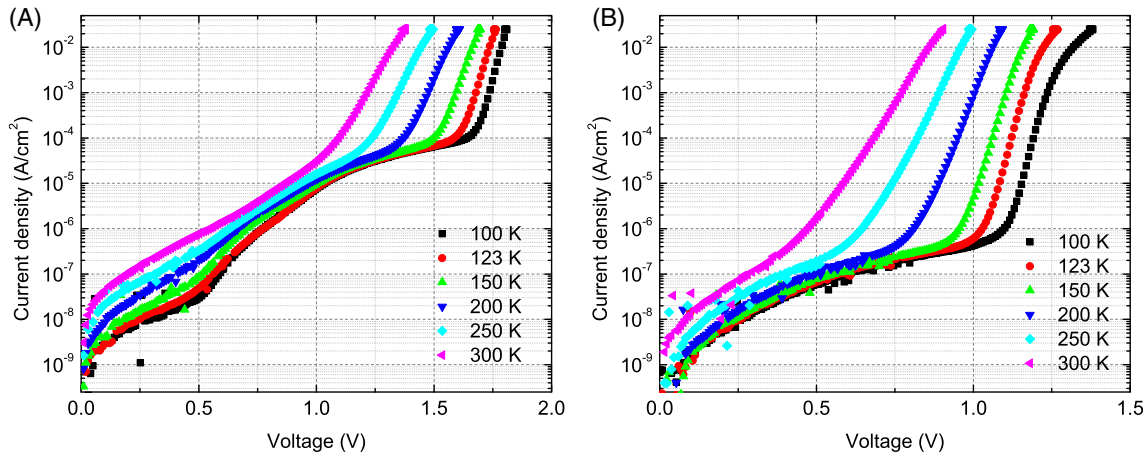 (A)
Current density (A/cm²)
10⁻²
10⁻³
10⁻⁴
10⁻⁵
10⁻⁶
10⁻⁷
10⁻⁸
10⁻⁹
100 K
123 K
150 K
200 K
250 K
300 K
0.0 0.5 1.0 1.5 2.0
Voltage (V)
(B)
Current density (A/cm²)
10⁻²
10⁻³
10⁻⁴
10⁻⁵
10⁻⁶
10⁻⁷
10⁻⁸
10⁻⁹
100 K
123 K
150 K
200 K
250 K
300 K
0.0 0.5 1.0 1.5
Voltage (V)